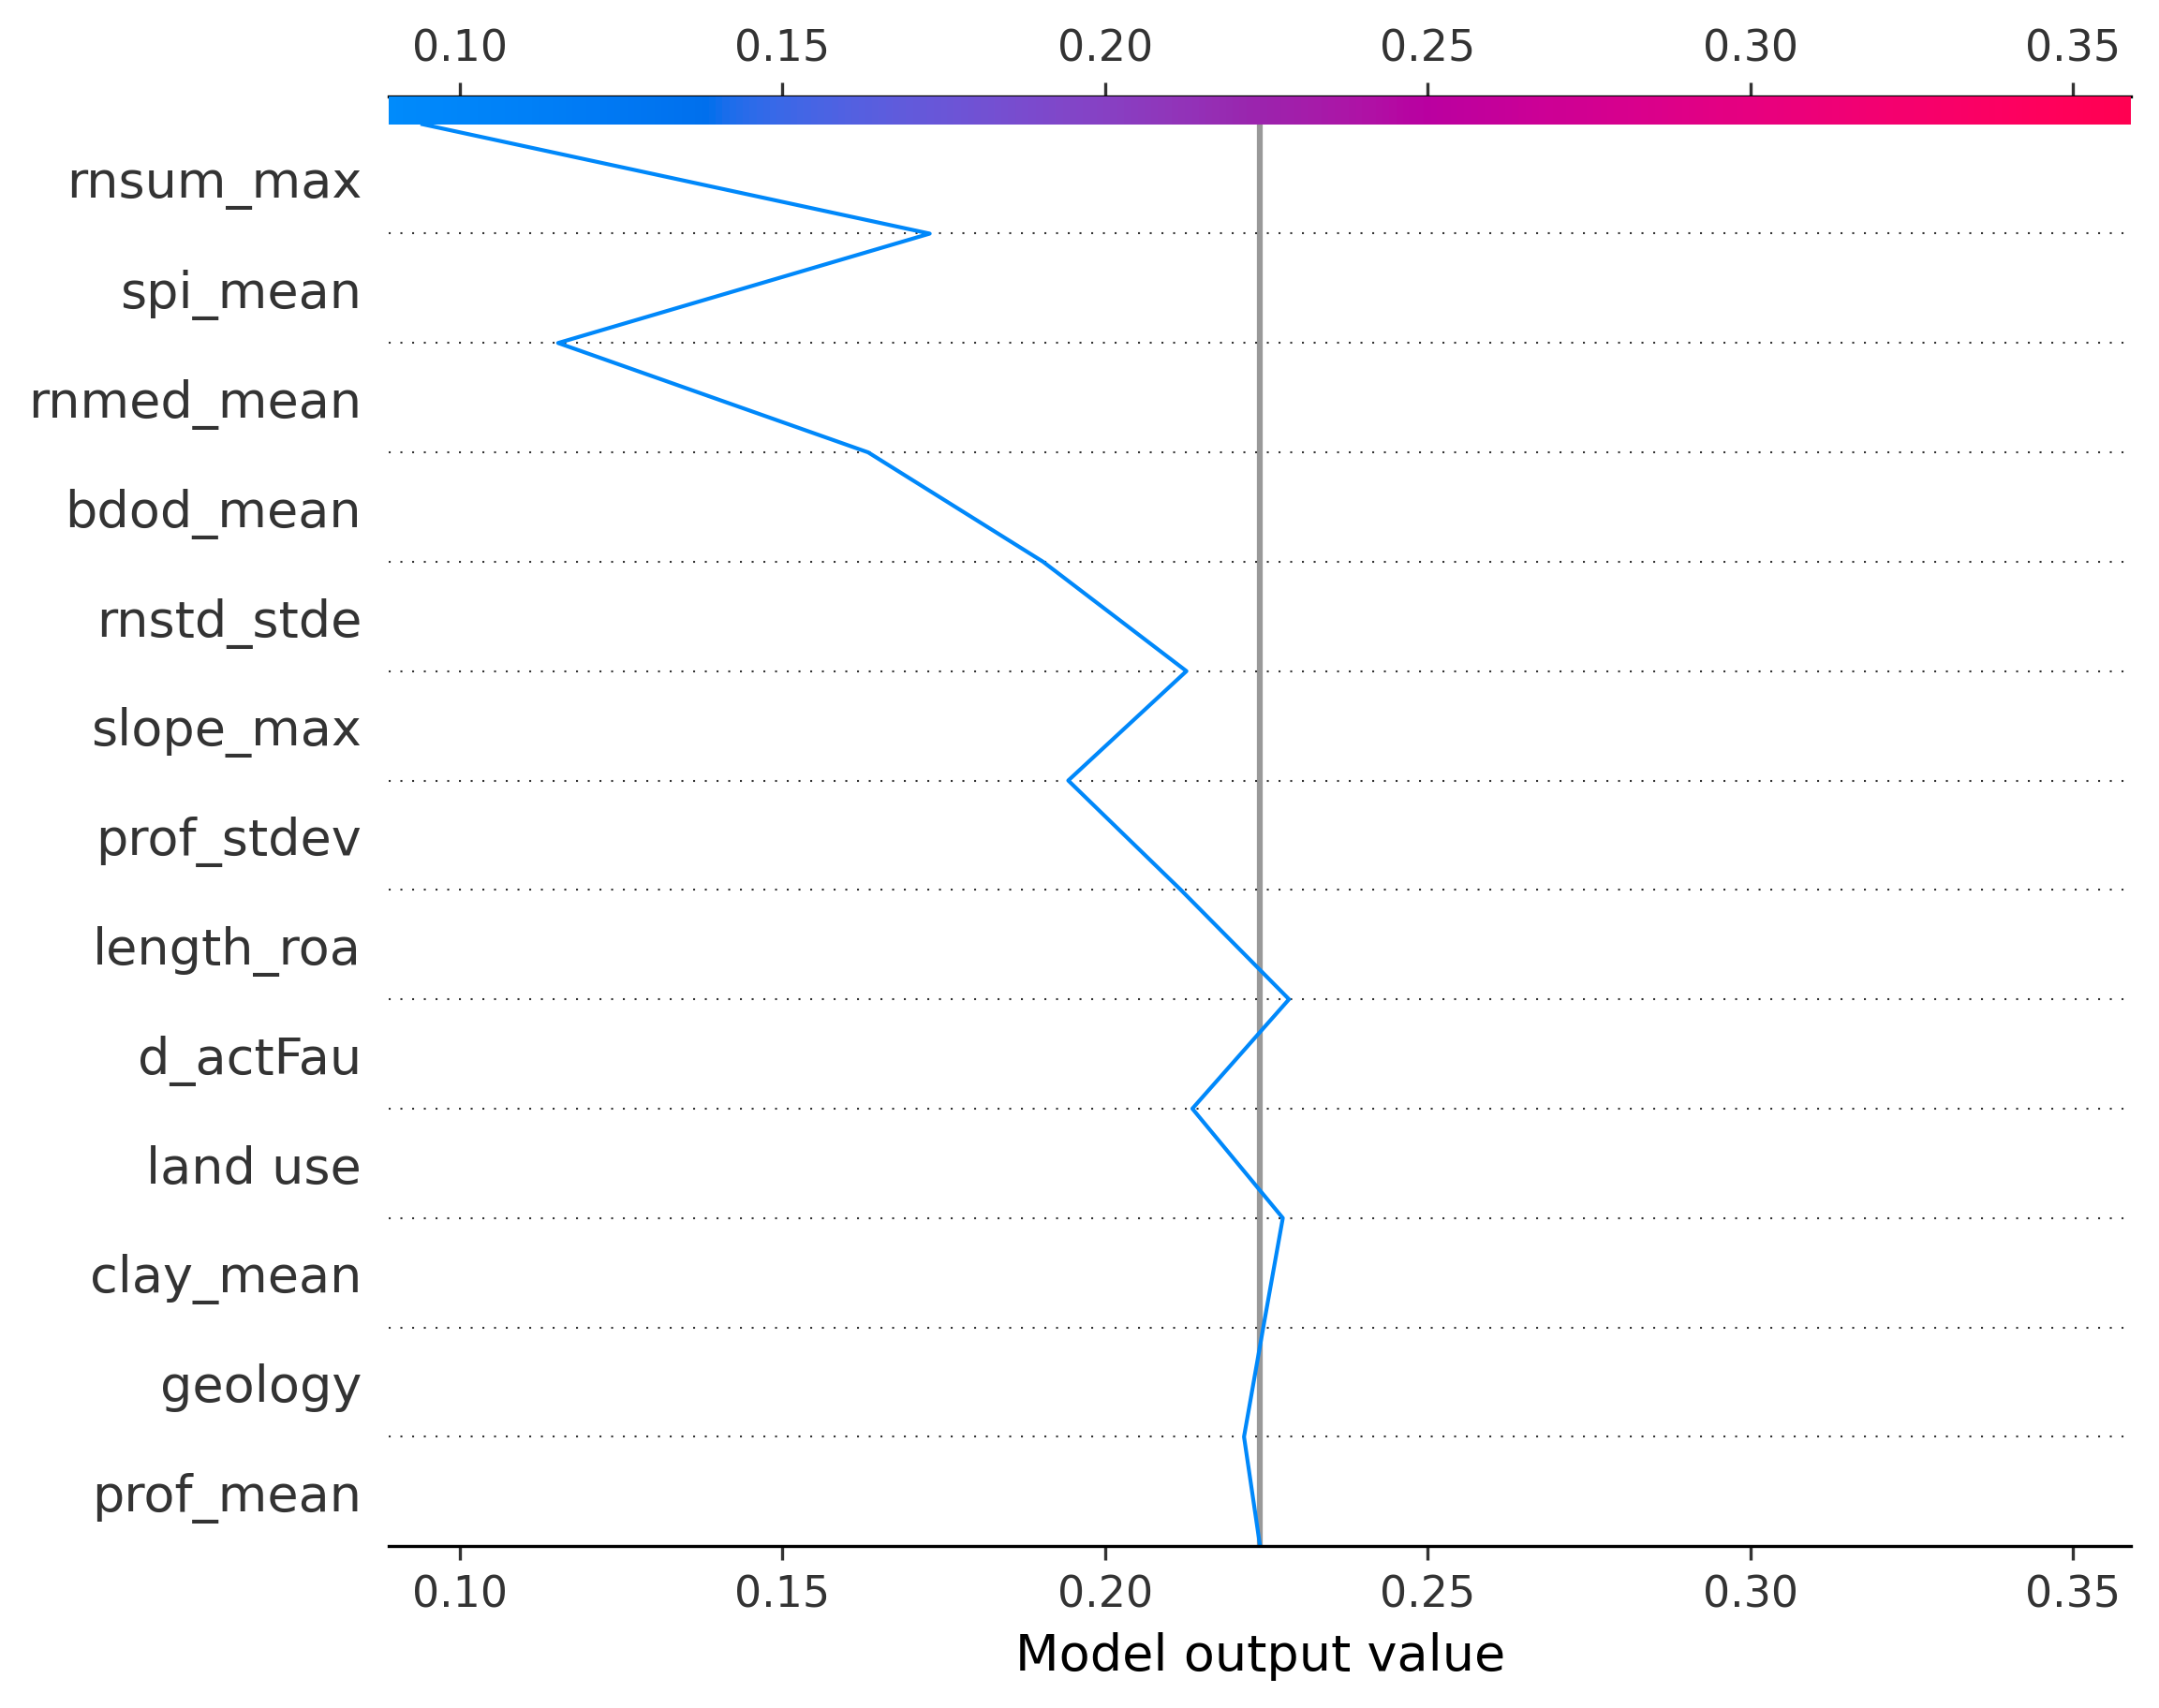 0.10 0.15 0.20 0.25 0.30 0.35
rnsum_max
spi_mean
rnmed_mean
bdod_mean
rnstd_stde
slope_max
prof_stdev
length_roa
d_actFau
land use
clay_mean
geology
prof_mean
0.10 0.15 0.20 0.25 0.30 0.35
Model output value